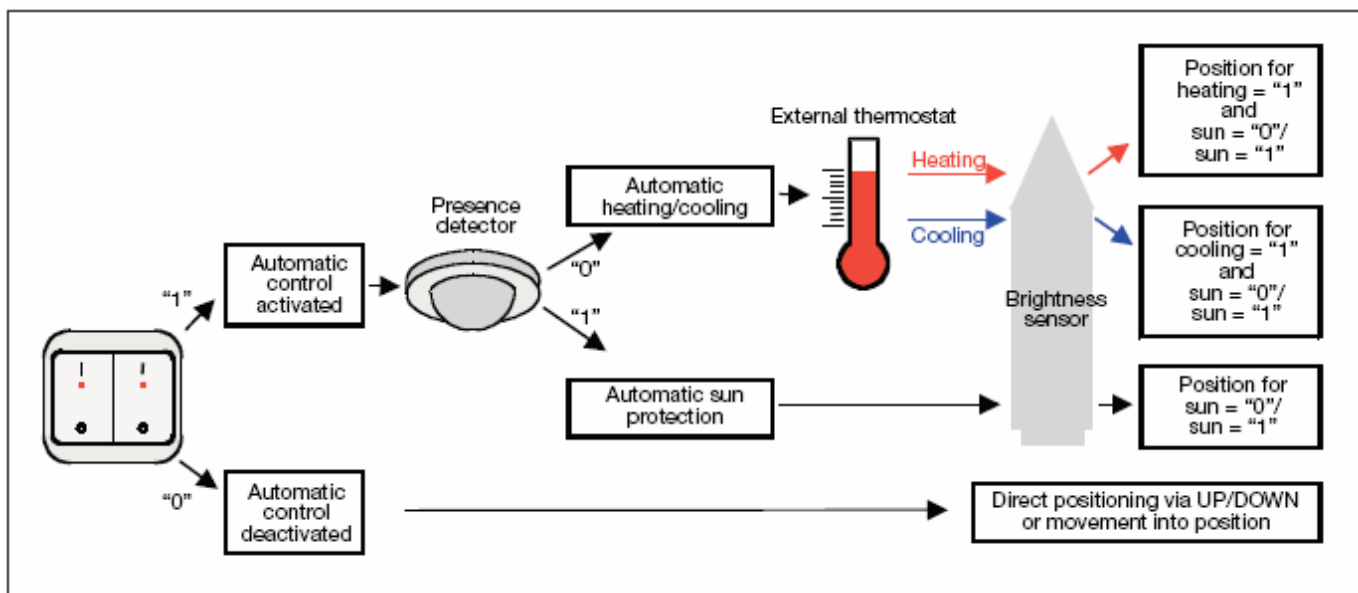 Position for
heating = “1”
and
sun = “0”/
sun = “1”
External thermostat
Heating
Automatic
heating/cooling
Presence
detector
Cooling
Position for
cooling = “1”
and
sun = “0”/
sun = “1”
“0”
Automatic
control
activated
“1”
“1”
Brightness
sensor
Automatic sun
protection
Position for
sun = “0”/
sun = “1”
“0”
Automatic
control
deactivated
Direct positioning via UP/DOWN
or movement into position